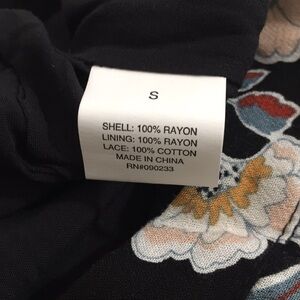 S
SHELL: 100% RAYON
LINING: 100% RAYON
LACE: 100% COTTON
MADE IN CHINA
RN#090233